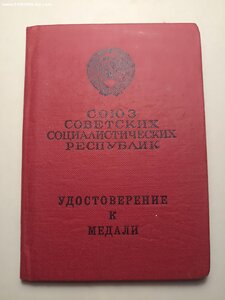 СОЮЗ
СОВЕТСКИХ
СОЦИАЛИСТИЧЕСКИХ
РЕСПУБЛИК
УДОСТОВЕРЕНИЕ
К
МЕДАЛИ